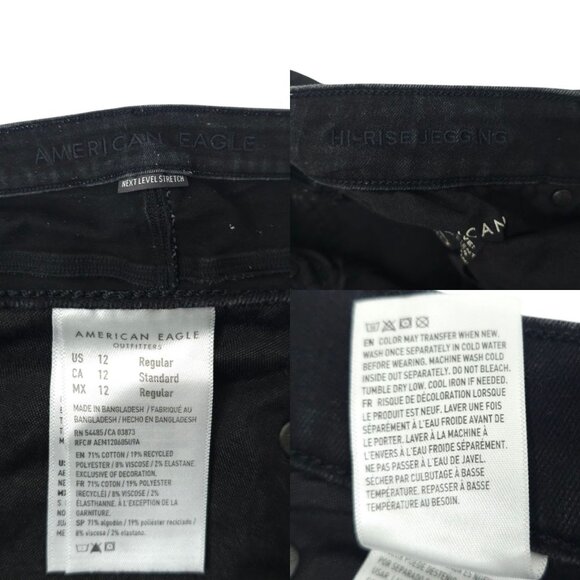 AMERICAN EAGLE
NEXT LEVEL STRETCH
HI-RISE JEGGING
AMERICAN EAGLE
OUTFITTERS
US 12 Regular
CA 12 Standard
MX 12 Regular
MADE IN BANGLADESH / FABRIQUÉ AU
BANGLADESH / HECHO EN BANGLADESH
RN 54485/CA 03873
RFC# AEM120605U9A
EN 71% COTTON / 19% RECYCLED
POLYESTER / 8% VISCOSE / 2% ELASTANE
EXCLUSIVE OF DECORATION.
FR 71% COTON / 19% POLYESTER
(RECYCLÉ) / 8% VISCOSE / 2%
ÉLASTHANNE. À L'EXCEPTION DE LA
GARNITURE.
SP 71% algodón / 19% poliéster reciclado /
8% viscose / 2% elastano.
EN COLOR MAY TRANSFER WHEN NEW.
WASH ONCE SEPARATELY IN COLD WATER
BEFORE WEARING. MACHINE WASH COLD
INSIDE OUT SEPARATELY. DO NOT BLEACH.
TUMBLE DRY LOW. COOL IRON IF NEEDED.
FR RISQUE DE DÉCOLORATION LORSQUE
LE PRODUIT EST NEUF. LAVER UNE FOIS
SÉPARÉMENT À L'EAU FROIDE AVANT DE
LE PORTER. LAVER À LA MACHINE À
L'ENVERS EAU FROIDE SÉPARÉMENT.
NE PAS PASSER À L'EAU DE JAVEL.
SÉCHER PAR CULBUTAGE À BASSE
TEMPÉRATURE. REPASSER À BASSE
TEMPÉRATURE AU BESOIN.